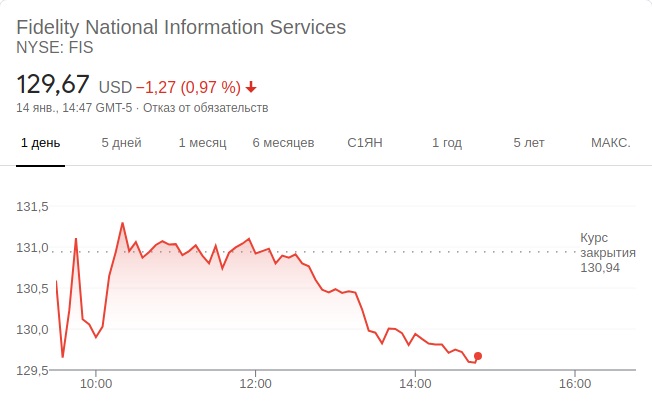 Fidelity National Information Services
NYSE: FIS
129,67 USD −1,27 (0,97 %)
14 янв., 14:47 GMT-5 · Отказ от обязательств
1 день 5 дней 1 месяц 6 месяцев С1ЯН 1 год 5 лет МАКС.
131,5
131,0
130,5
130,0
129,5
Курс
закрытия
130,94
10:00 12:00 14:00 16:00